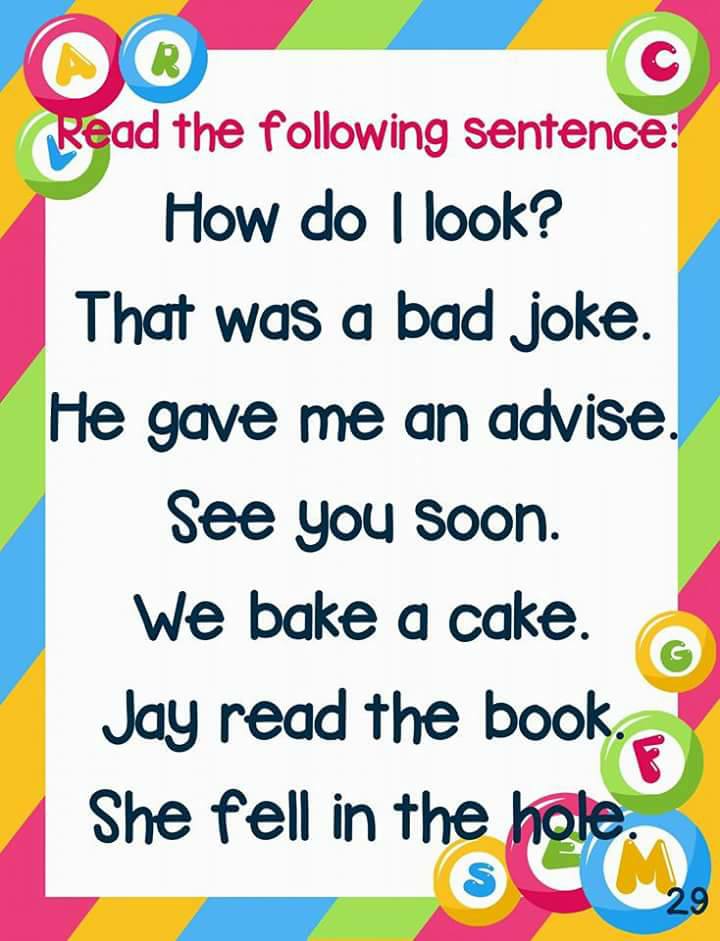 A R C
L
Read the following sentence:
How do I look?
That was a bad joke.
He gave me an advise.
See you soon.
We bake a cake.
G
Jay read the book.
F
She fell in the hole.
S E M
29